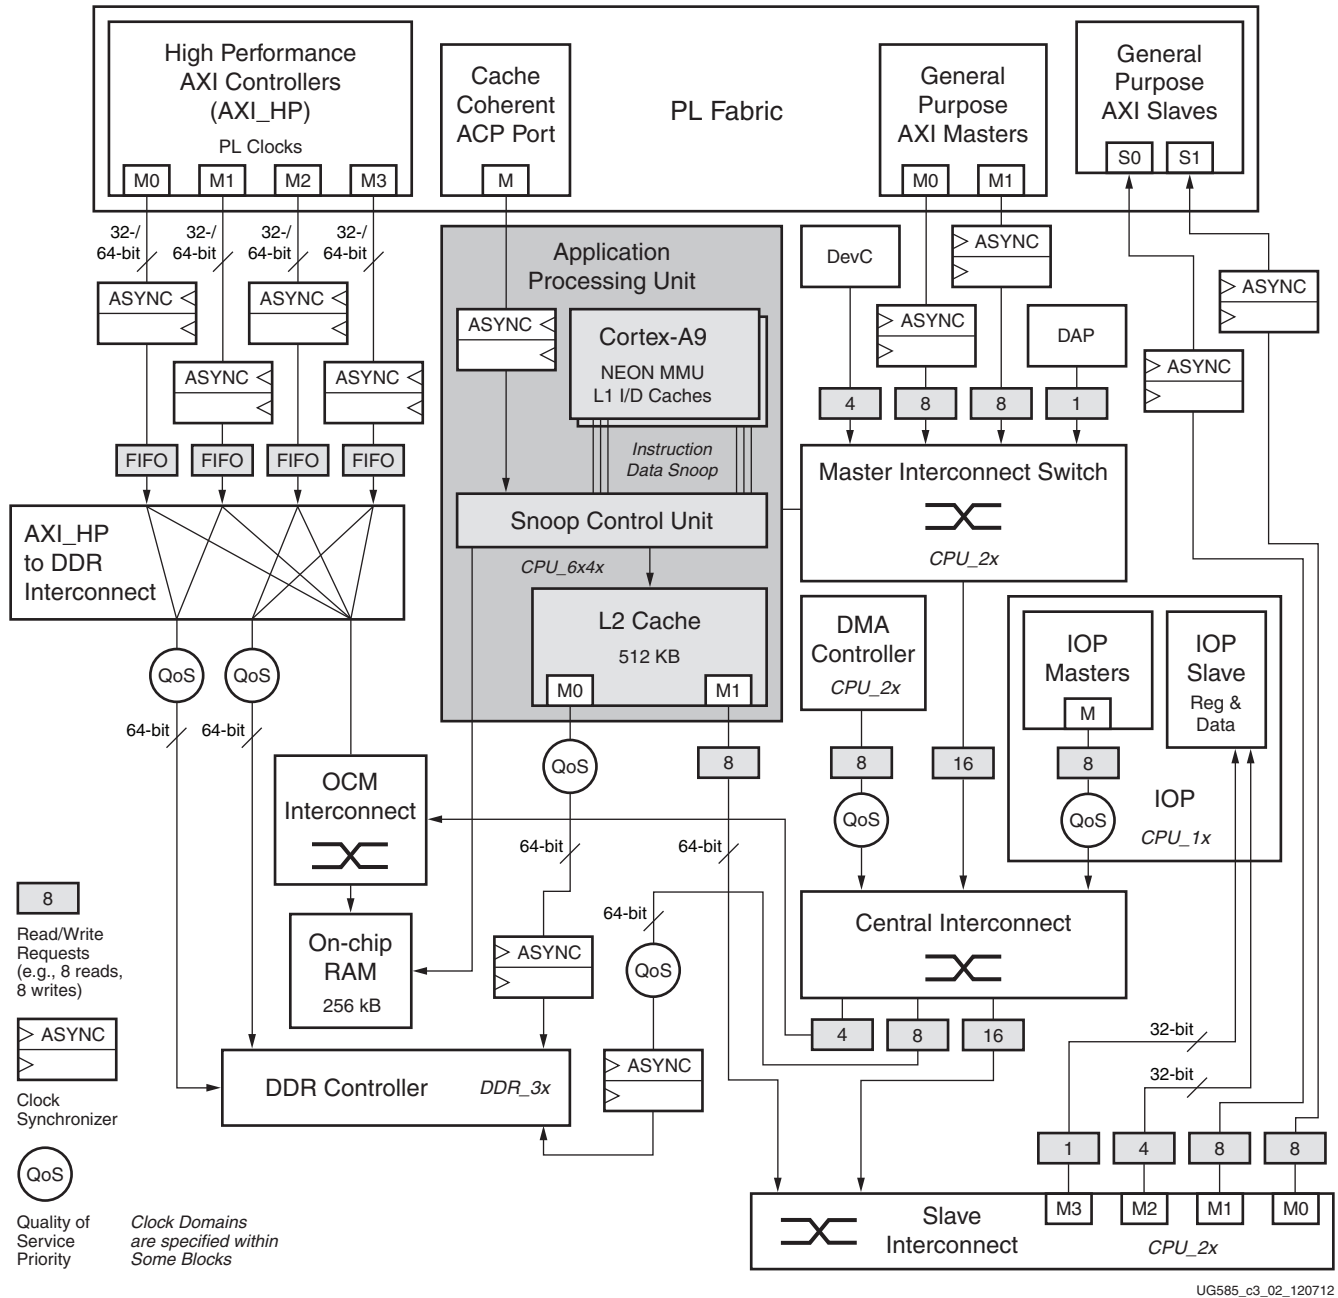 High Performance
AXI Controllers
(AXI_HP)
PL Clocks
M0
M1
M2
M3
Cache
Coherent
ACP Port
M
PL Fabric
General
Purpose
AXI Masters
M0
M1
General
Purpose
AXI Slaves
S0
S1
32-/
64-bit
32-/
64-bit
32-/
64-bit
32-/
64-bit
ASYNC
ASYNC
ASYNC
ASYNC
FIFO
FIFO
FIFO
FIFO
AXI_HP
to DDR
Interconnect
QoS
QoS
64-bit
64-bit
Application
Processing Unit
ASYNC
Cortex-A9
NEON MMU
L1 I/D Caches
Instruction
Data Snoop
Snoop Control Unit
CPU_6x4x
L2 Cache
512 KB
M0
M1
DevC
ASYNC
ASYNC
DAP
ASYNC
ASYNC
4
8
8
1
Master Interconnect Switch
CPU_2x
DMA
Controller
CPU_2x
IOP
Masters
M
IOP
Slave
Reg &
Data
QoS
8
8
16
8
QoS
QoS
IOP
CPU_1x
OCM
Interconnect
64-bit
64-bit
On-chip
RAM
256 kB
ASYNC
64-bit
QoS
Central Interconnect
4
8
16
ASYNC
DDR Controller
DDR_3x
32-bit
32-bit
1
4
8
8
M3
M2
M1
M0
Slave
Interconnect
CPU_2x
8
Read/Write
Requests
(e.g., 8 reads,
8 writes)
ASYNC
Clock
Synchronizer
QoS
Quality of
Service
Priority
Clock Domains
are specified within
Some Blocks
UG585_c3_02_120712